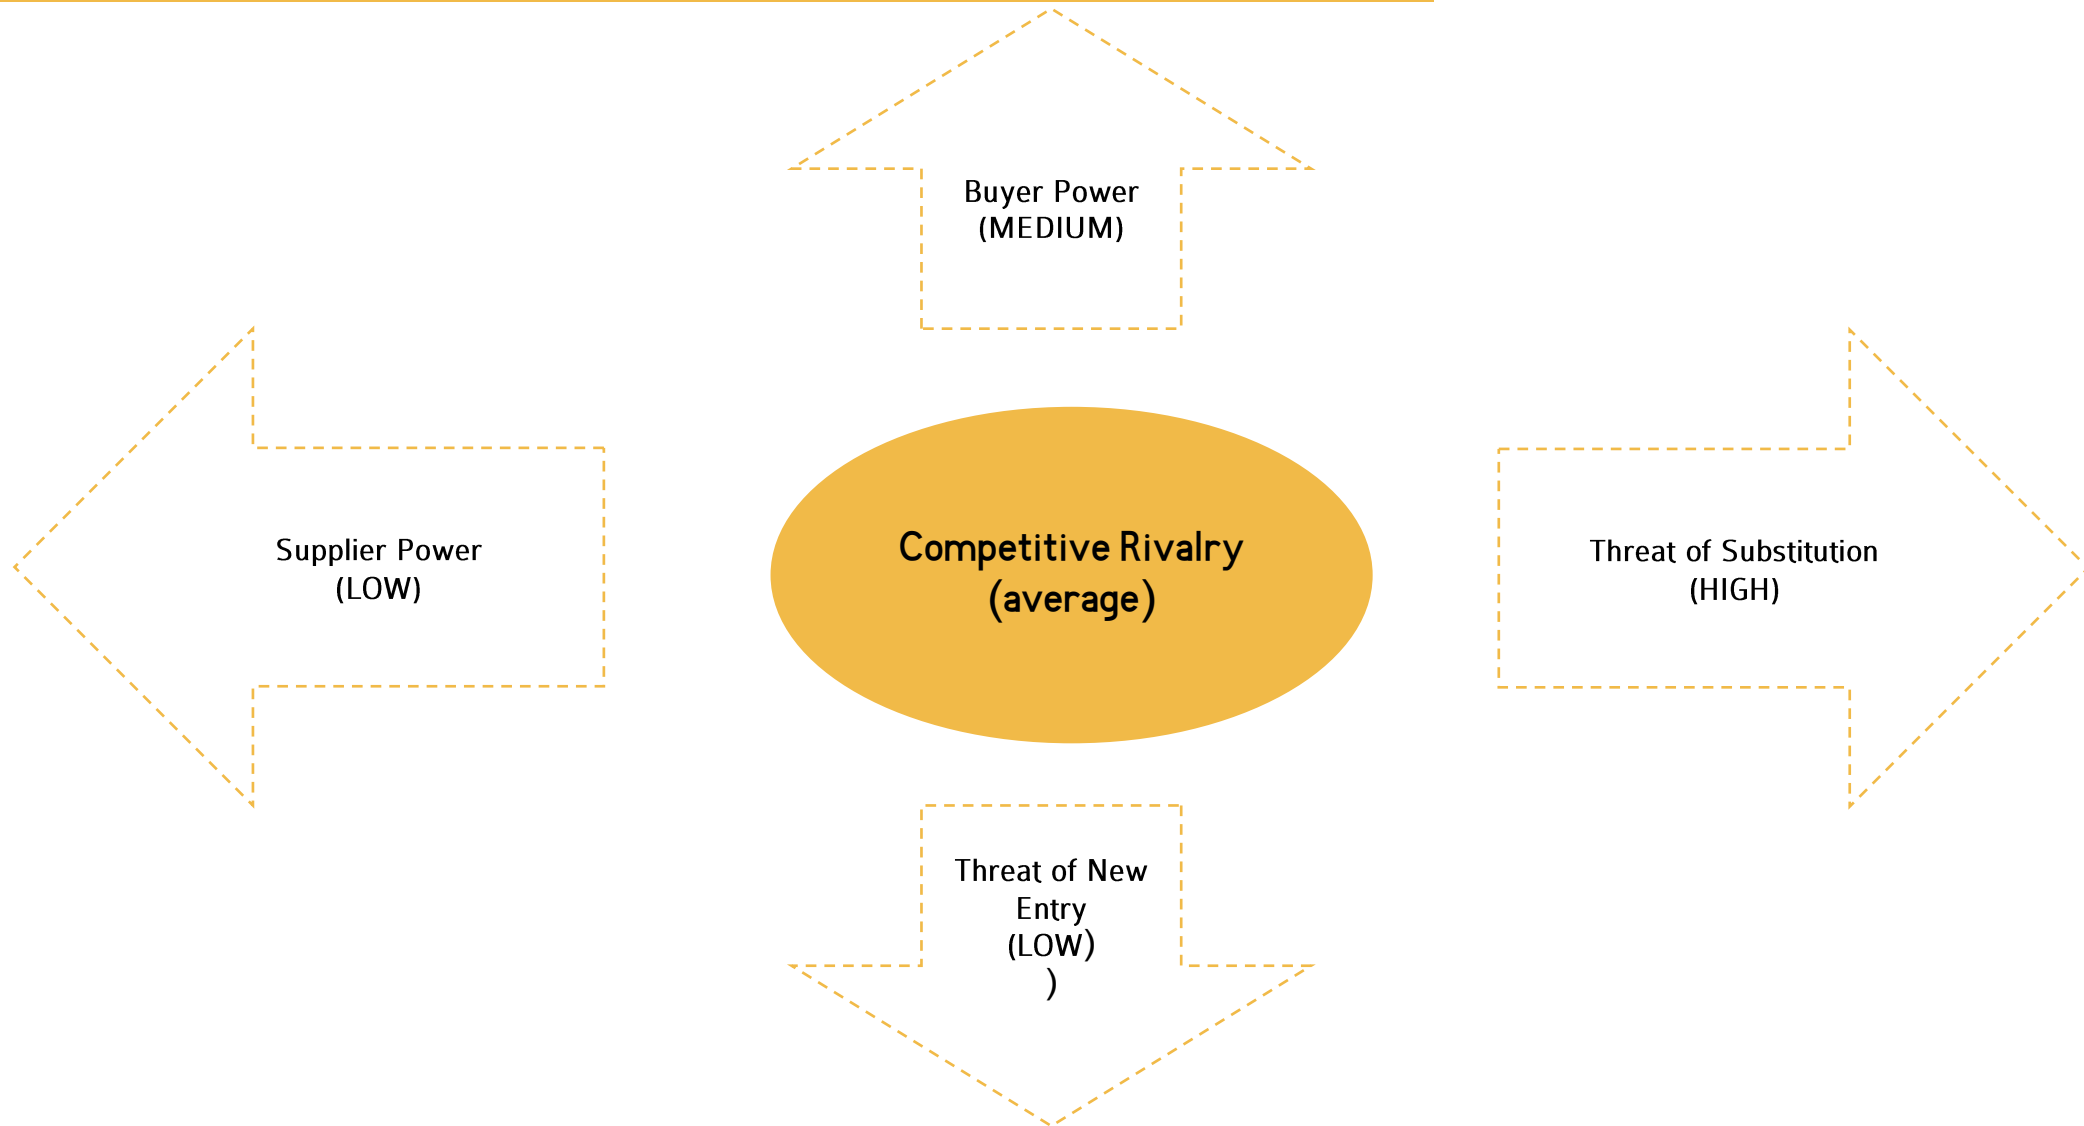 Buyer Power
(MEDIUM)
Supplier Power
(LOW)
Competitive Rivalry
(average)
Threat of Substitution
(HIGH)
Threat of New
Entry
(LOW)
)